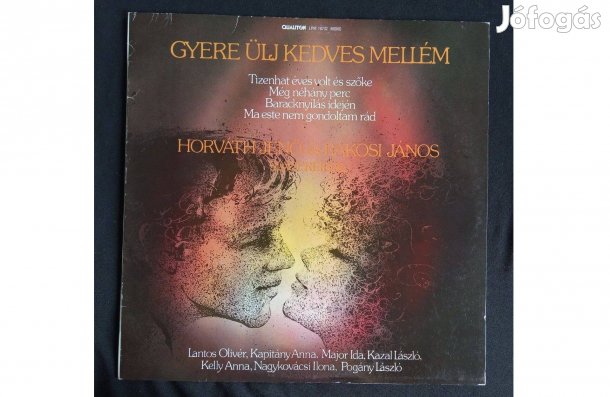 Jófogás
QUALITON
GYERE ÜLJ KEDVES MELLÉM
Tizenhat éves volt és szőke
Még néhány perc
Baracknyílás idején
Ma este nem gondoltam rád
HORVÁTH JENŐ ÉS BAKOSI JÁNOS
Lantos Olivér, Kapitány Anna, Major Ida, Kazal László,
Kelly Anna, Nagykovácsi Ilona, Pogány László